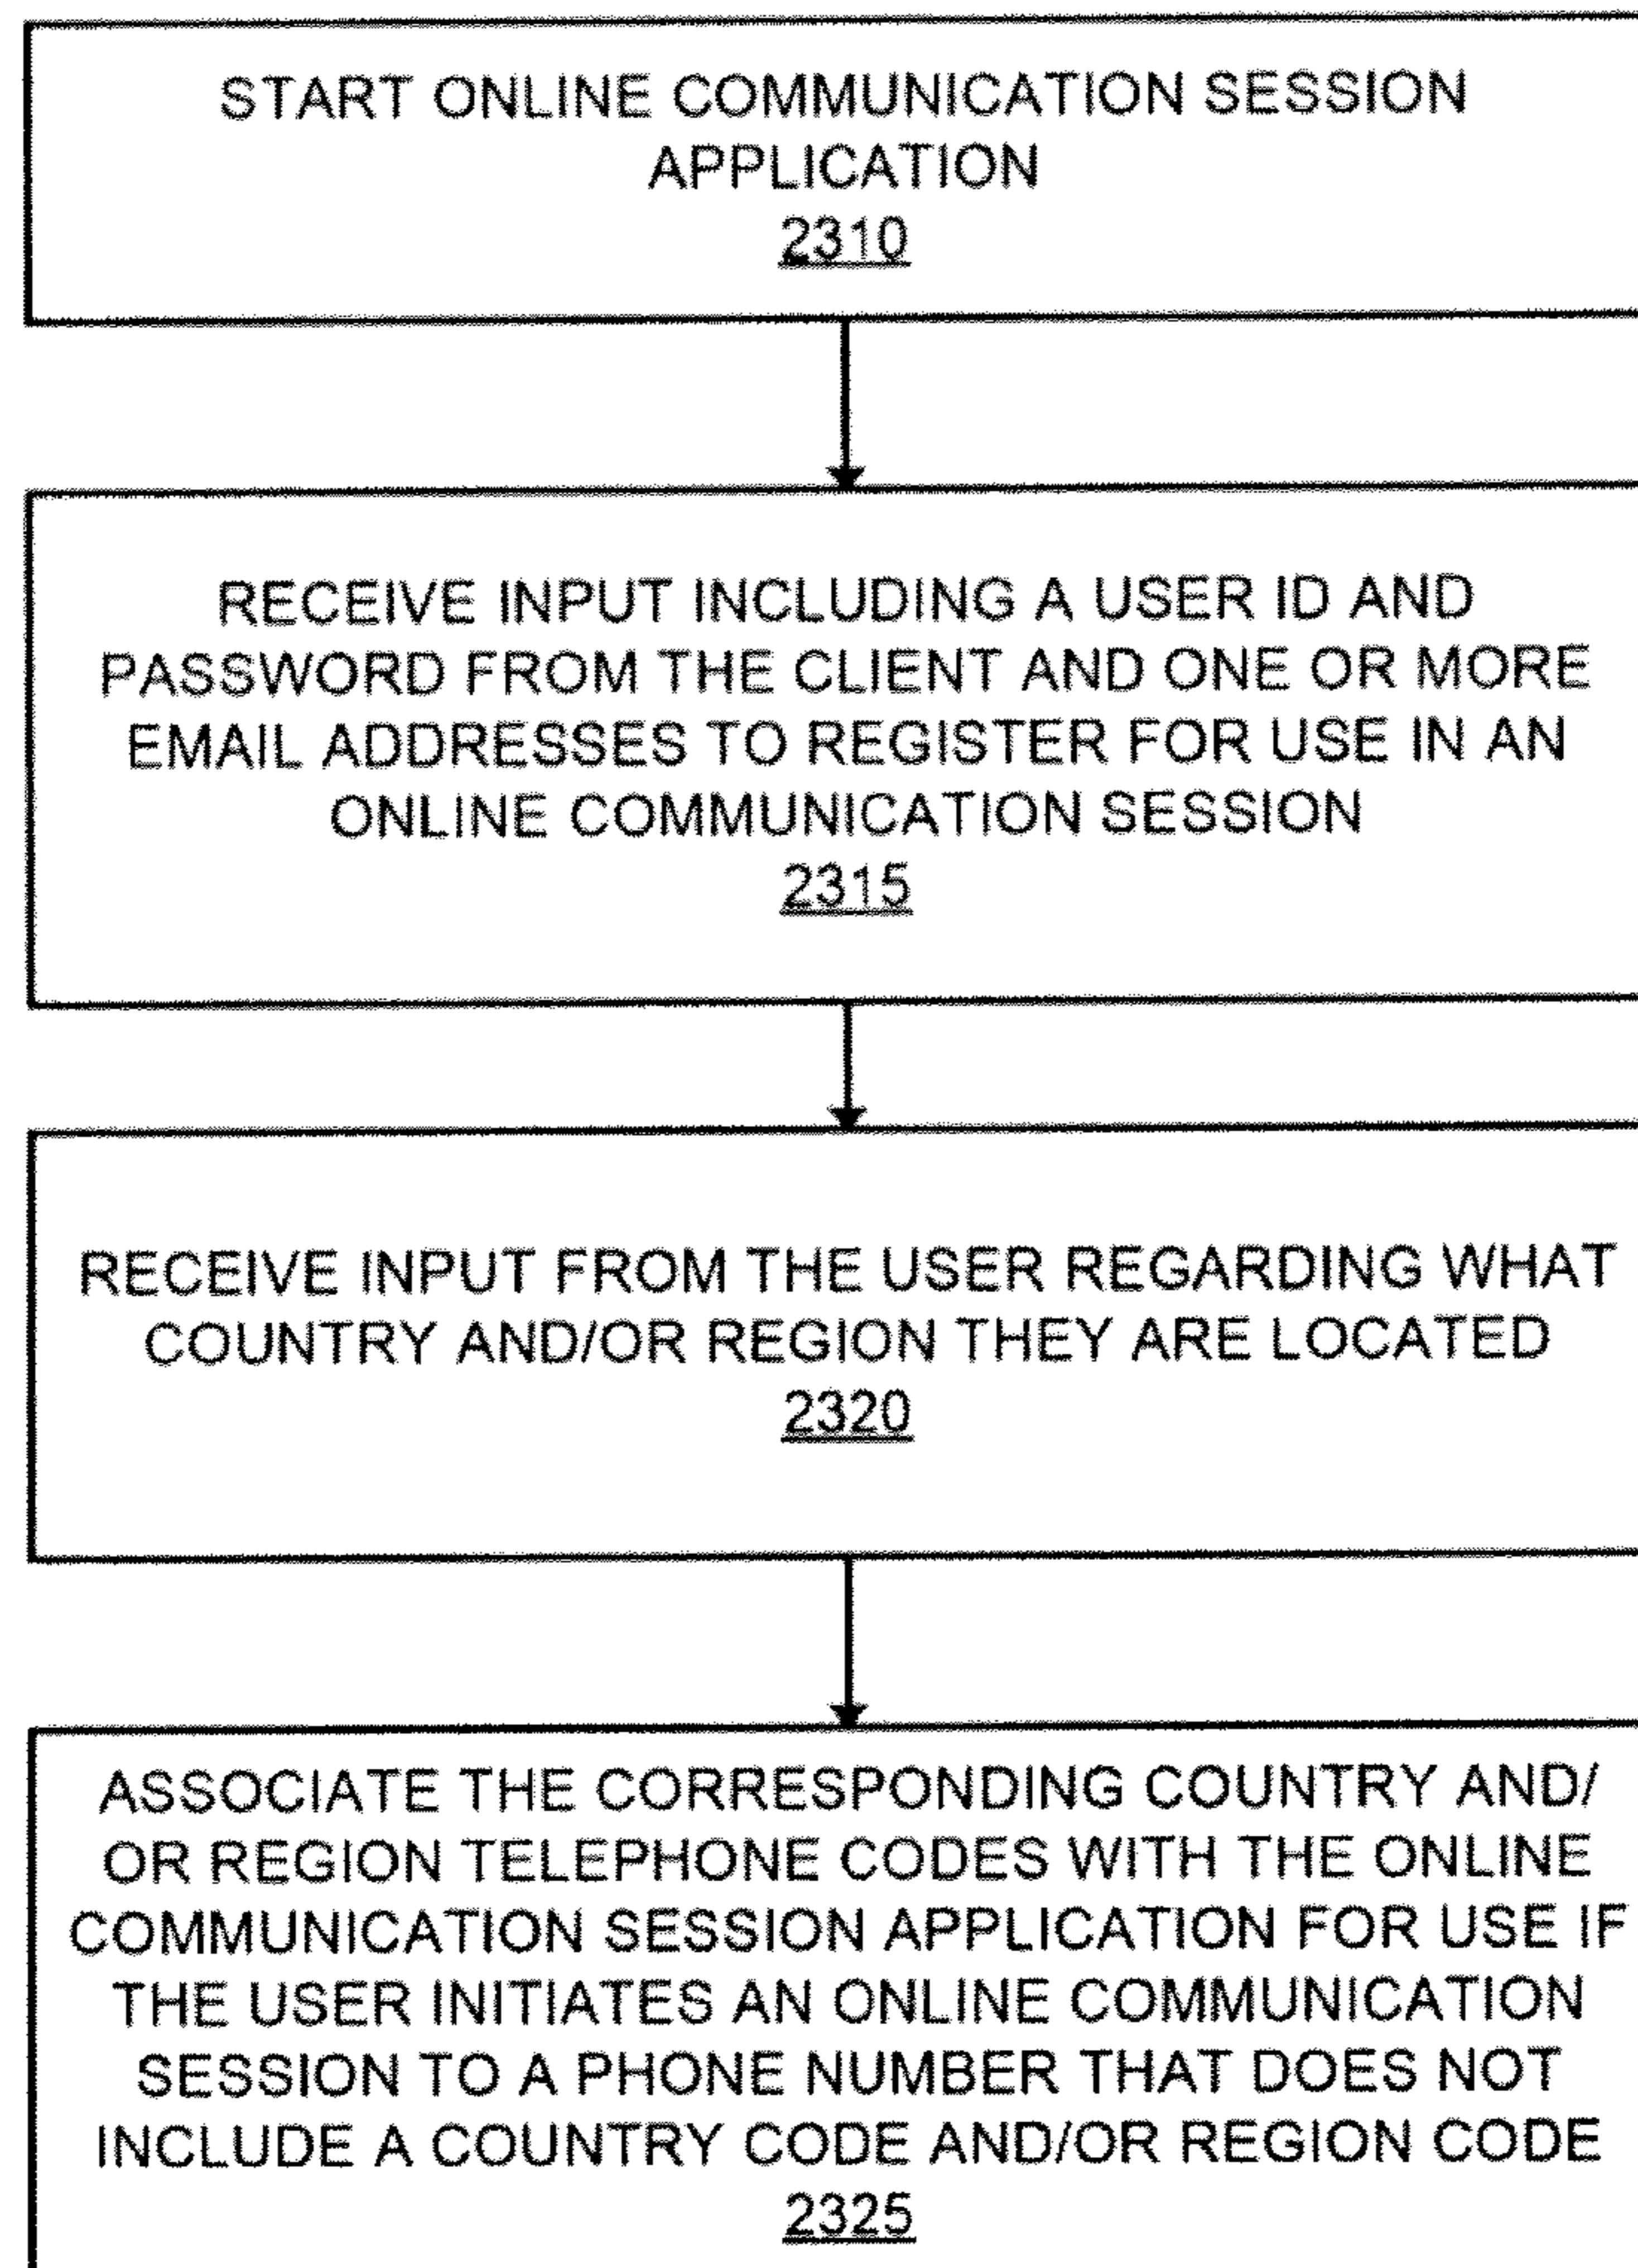 START ONLINE COMMUNICATION SESSION
APPLICATION
2310
RECEIVE INPUT INCLUDING A USER ID AND
PASSWORD FROM THE CLIENT AND ONE OR MORE
EMAIL ADDRESSES TO REGISTER FOR USE IN AN
ONLINE COMMUNICATION SESSION
2315
RECEIVE INPUT FROM THE USER REGARDING WHAT
COUNTRY AND/OR REGION THEY ARE LOCATED
2320
ASSOCIATE THE CORRESPONDING COUNTRY AND/
OR REGION TELEPHONE CODES WITH THE ONLINE
COMMUNICATION SESSION APPLICATION FOR USE IF
THE USER INITIATES AN ONLINE COMMUNICATION
SESSION TO A PHONE NUMBER THAT DOES NOT
INCLUDE A COUNTRY CODE AND/OR REGION CODE
2325